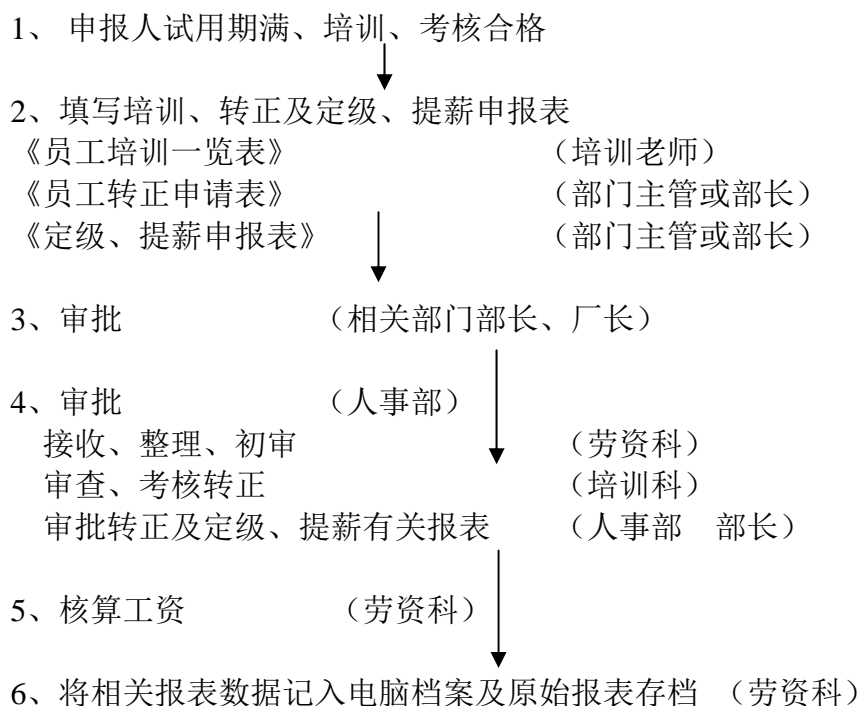 1、 申报人试用期满、培训、考核合格
2、填写培训、转正及定级、提薪申报表
《员工培训一览表》 （培训老师）
《员工转正申请表》 （部门主管或部长）
《定级、提薪申报表》 （部门主管或部长）
3、审批 （相关部门部长、厂长）
4、审批 （人事部）
接收、整理、初审 （劳资科）
审查、考核转正 （培训科）
审批转正及定级、提薪有关报表 （人事部 部长）
5、核算工资 （劳资科）
6、将相关报表数据记入电脑档案及原始报表存档 （劳资科）